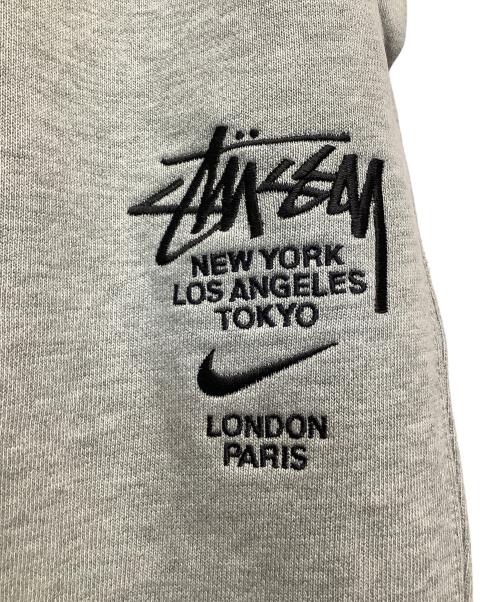 Stüssy
NEW YORK
LOS ANGELES
TOKYO
LONDON
PARIS